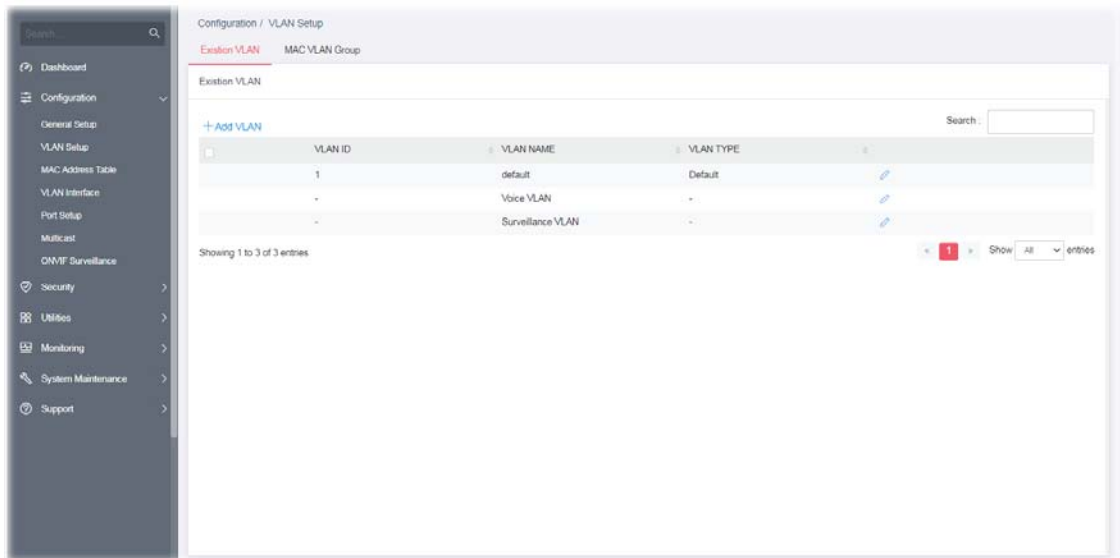 Search...
Dashboard
Configuration
General Setup
VLAN Setup
MAC Address Table
VLAN Interface
Port Setup
Multicast
ONVIF Surveillance
Security
Utilities
Monitoring
System Maintenance
Support
Configuration / VLAN Setup
Existion VLAN MAC VLAN Group
Existion VLAN
+Add VLAN Search :
VLAN ID VLAN NAME VLAN TYPE
1 default Default
- Voice VLAN -
- Surveillance VLAN -
Showing 1 to 3 of 3 entries « 1 » Show All entries